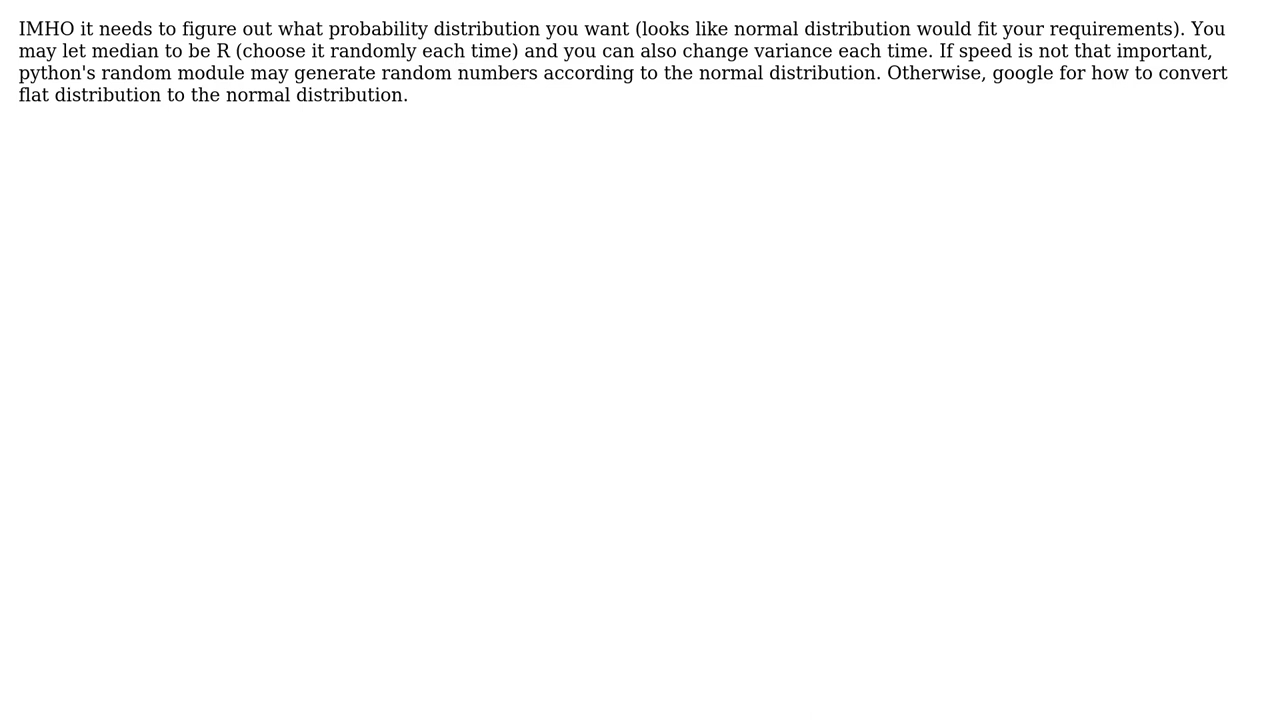 IMHO it needs to figure out what probability distribution you want (looks like normal distribution would fit your requirements). You
may let median to be R (choose it randomly each time) and you can also change variance each time. If speed is not that important,
python's random module may generate random numbers according to the normal distribution. Otherwise, google for how to convert
flat distribution to the normal distribution.